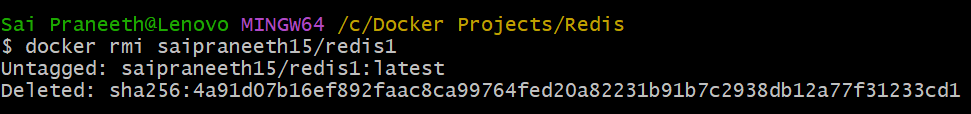 Sai Praneeth@Lenovo MINGW64 /c/Docker Projects/Redis
$ docker rmi saipraneeth15/redis1
Untagged: saipraneeth15/redis1:latest
Deleted: sha256:4a91d07b16ef892faac8ca99764fed20a82231b91b7c2938db12a77f31233cd1